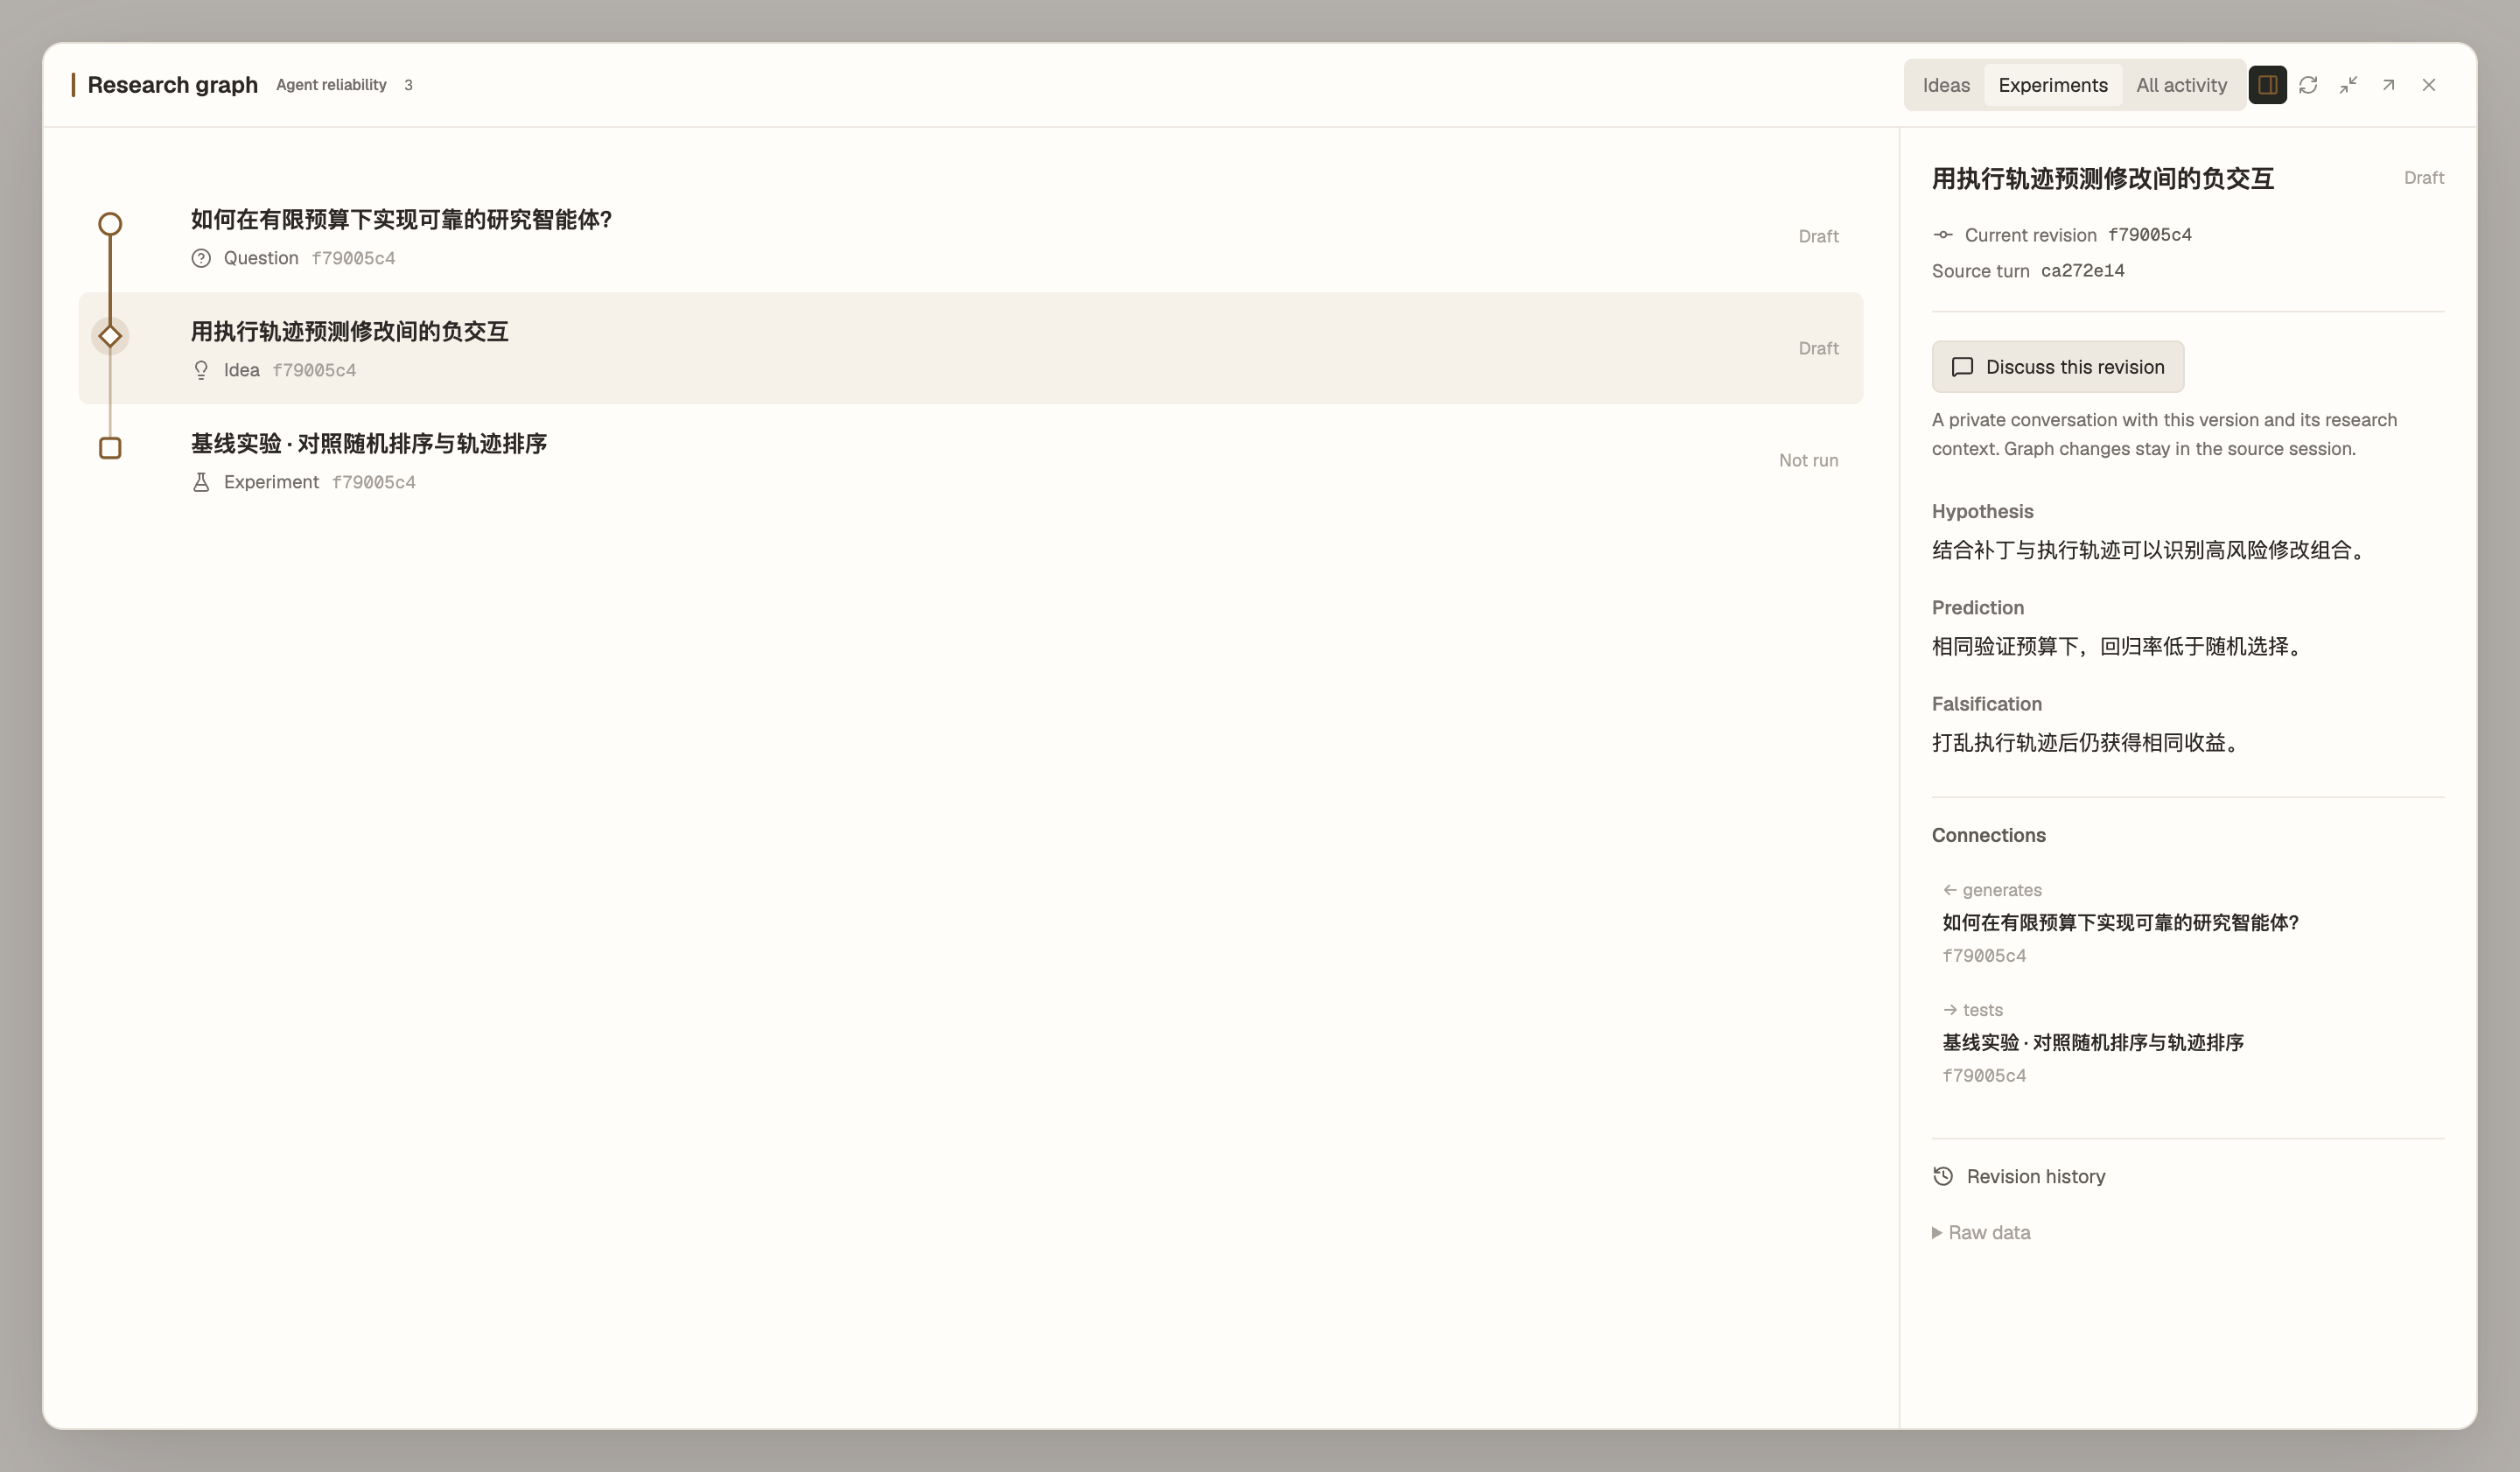 Research graph Agent reliability 3
Ideas Experiments All activity
如何在有限预算下实现可靠的研究智能体?
Question f79005c4
Draft
用执行轨迹预测修改间的负交互
Idea f79005c4
Draft
基线实验 · 对照随机排序与轨迹排序
Experiment f79005c4
Not run
用执行轨迹预测修改间的负交互
Draft
Current revision f79005c4
Source turn ca272e14
Discuss this revision
A private conversation with this version and its research
context. Graph changes stay in the source session.
Hypothesis
结合补丁与执行轨迹可以识别高风险修改组合。
Prediction
相同验证预算下，回归率低于随机选择。
Falsification
打乱执行轨迹后仍获得相同收益。
Connections
← generates
如何在有限预算下实现可靠的研究智能体?
f79005c4
→ tests
基线实验 · 对照随机排序与轨迹排序
f79005c4
Revision history
Raw data